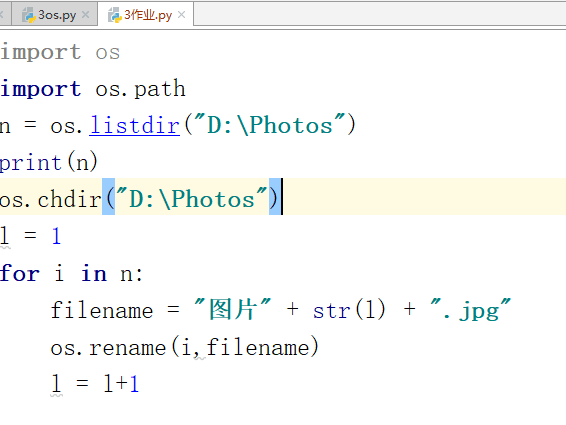 3os.py 3作业.py
import os
import os.path
n = os.listdir("D:\Photos")
print(n)
os.chdir("D:\Photos")
l = 1
for i in n:
    filename = "图片" + str(l) + ".jpg"
    os.rename(i,filename)
    l = l+1